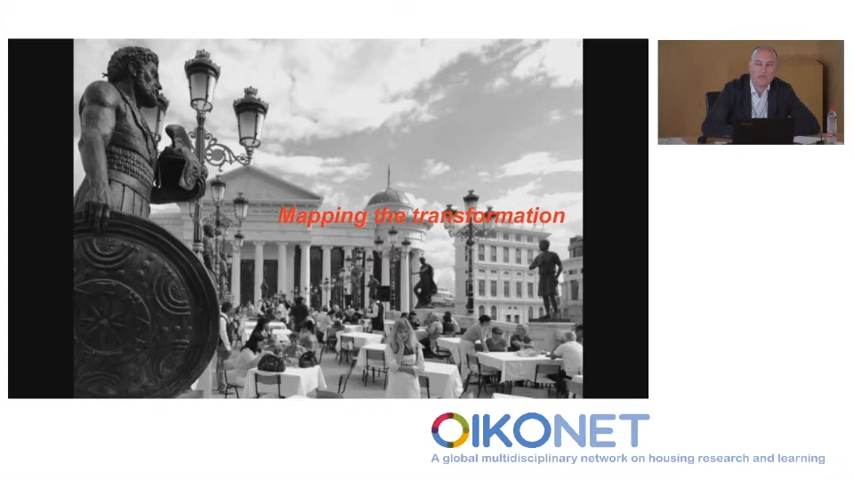 Mapping the transformation
OIKONET
A global multidisciplinary network on housing research and learning